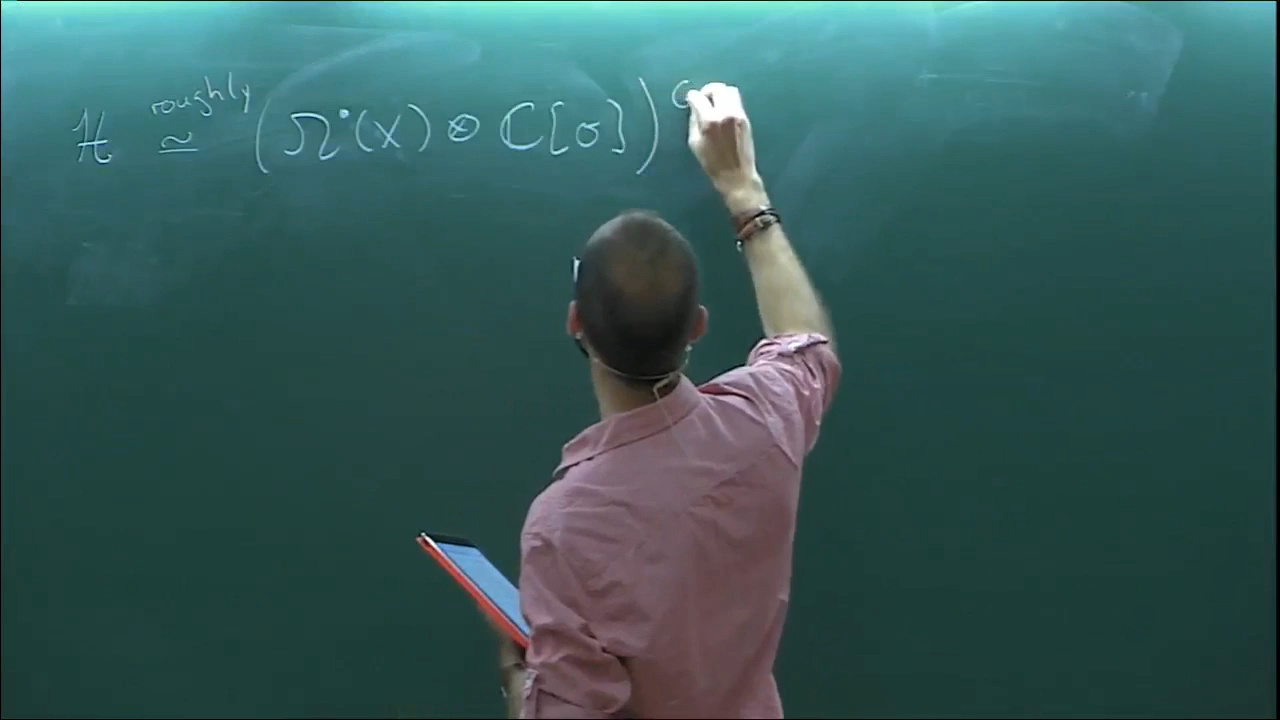 ℋ ≃ roughly (Ω•(X) ⊗ ℂ[σ])^G